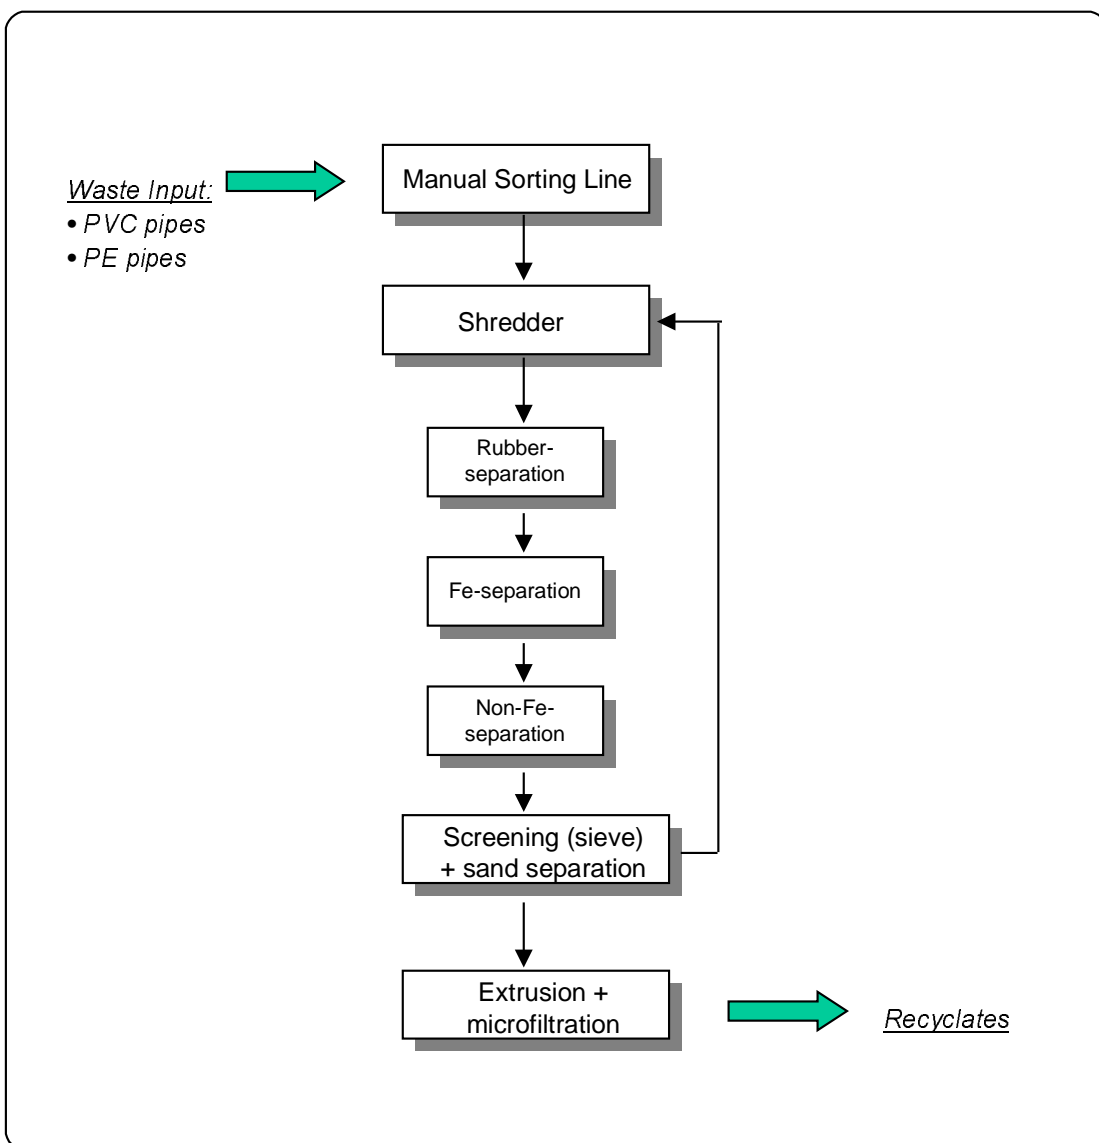 Manual Sorting Line
Waste Input:
• PVC pipes
• PE pipes
Shredder
Rubber-
separation
Fe-separation
Non-Fe-
separation
Screening (sieve)
+ sand separation
Extrusion +
microfiltration
Recyclates